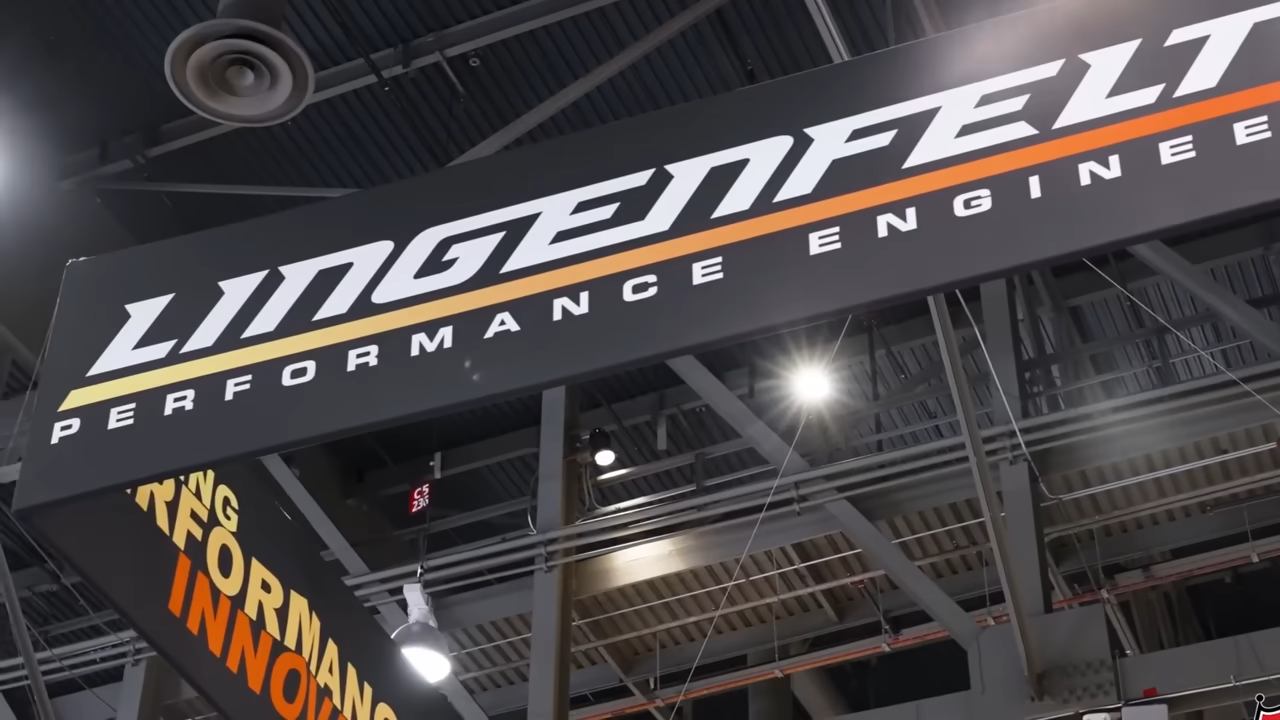 LINGENFELT
PERFORMANCE ENGINEE
NG
RFORMANC
INNOV
C5
230